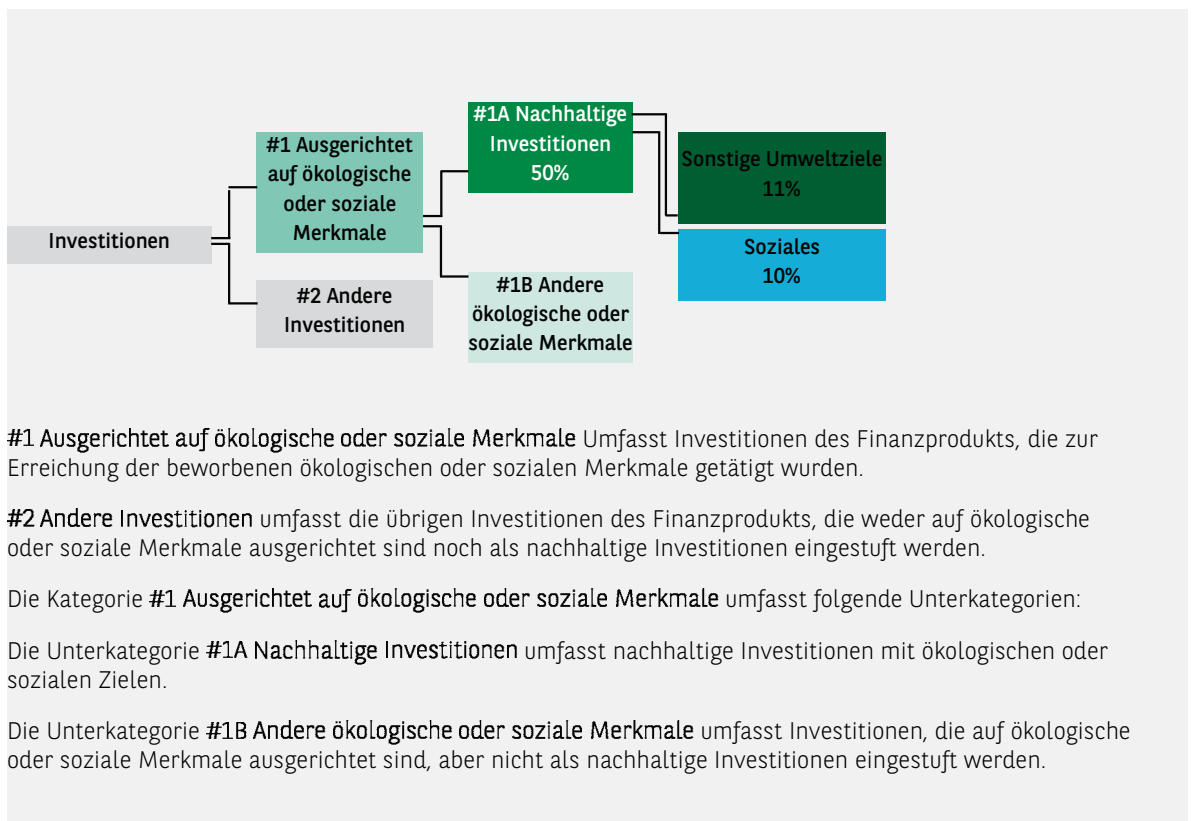 #1A Nachhaltige
Investitionen
50%
#1 Ausgerichtet
auf ökologische
oder soziale
Merkmale
Sonstige Umweltziele
11%
Investitionen
Soziales
10%
#2 Andere
Investitionen
#1B Andere
ökologische oder
soziale Merkmale
#1 Ausgerichtet auf ökologische oder soziale Merkmale Umfasst Investitionen des Finanzprodukts, die zur
Erreichung der beworbenen ökologischen oder sozialen Merkmale getätigt wurden.
#2 Andere Investitionen umfasst die übrigen Investitionen des Finanzprodukts, die weder auf ökologische
oder soziale Merkmale ausgerichtet sind noch als nachhaltige Investitionen eingestuft werden.
Die Kategorie #1 Ausgerichtet auf ökologische oder soziale Merkmale umfasst folgende Unterkategorien:
Die Unterkategorie #1A Nachhaltige Investitionen umfasst nachhaltige Investitionen mit ökologischen oder
sozialen Zielen.
Die Unterkategorie #1B Andere ökologische oder soziale Merkmale umfasst Investitionen, die auf ökologische
oder soziale Merkmale ausgerichtet sind, aber nicht als nachhaltige Investitionen eingestuft werden.